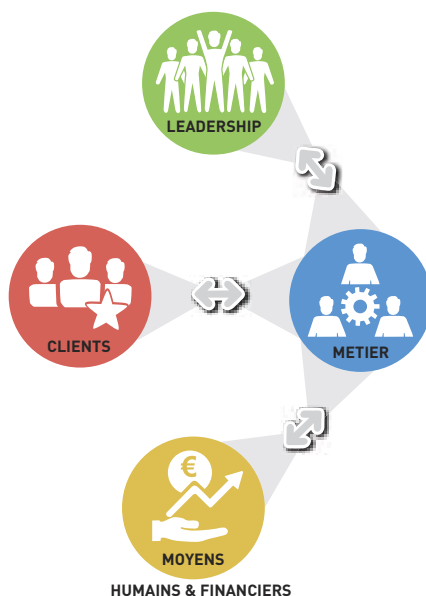 LEADERSHIP
CLIENTS
METIER
€
MOYENS
HUMAINS & FINANCIERS